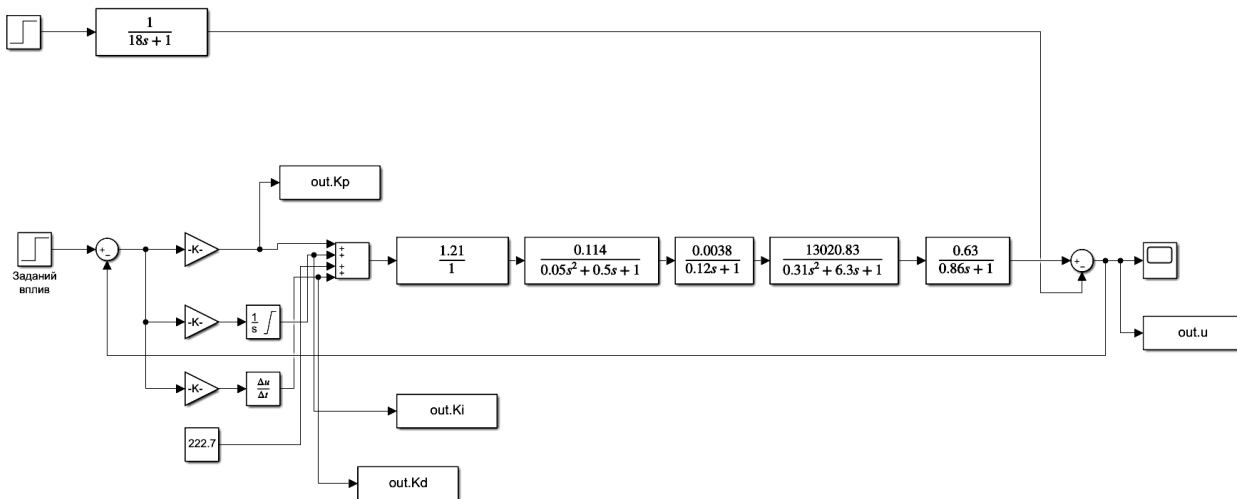 1
18s + 1
out.Kp
+
−
-K-
+
+
+
+
1.21
1
0.114
0.05s² + 0.5s + 1
0.0038
0.12s + 1
13020.83
0.31s² + 6.3s + 1
0.63
0.86s + 1
+
−
Заданий
вплив
-K-
1
s
out.u
-K-
Δu
Δt
out.Ki
222.7
out.Kd